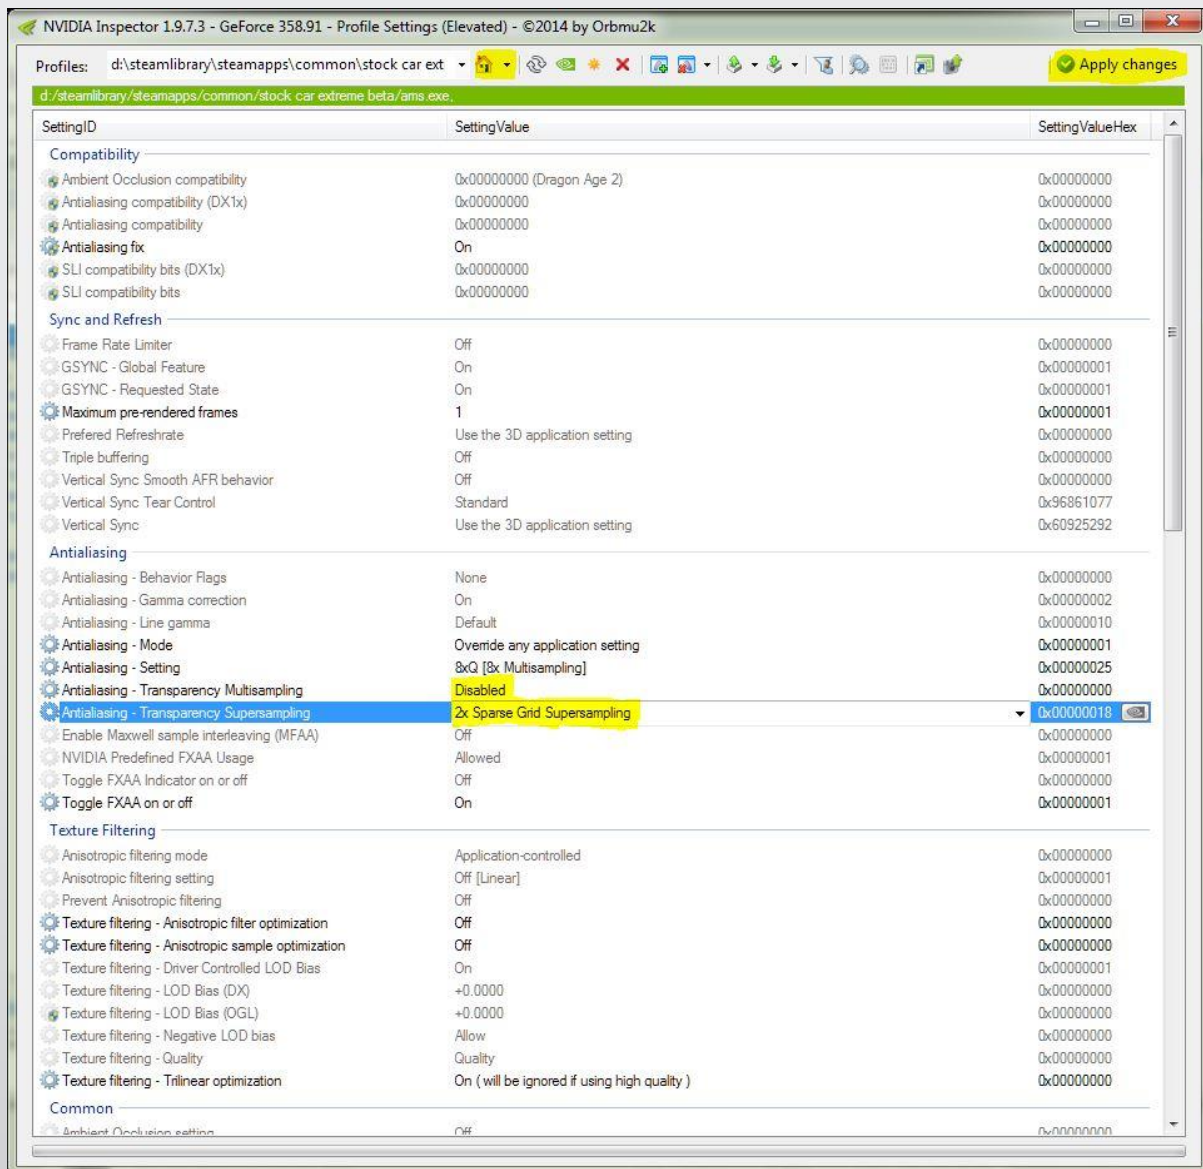 NVIDIA Inspector 1.9.7.3 - GeForce 358.91 - Profile Settings (Elevated) - ©2014 by Orbmu2k
Profiles: d:\steamlibrary\steamapps\common\stock car ext Apply changes
d:/steamlibrary/steamapps/common/stock car extreme beta/ams.exe,
SettingID SettingValue SettingValueHex
Compatibility
Ambient Occlusion compatibility 0x00000000 (Dragon Age 2) 0x00000000
Antialiasing compatibility (DX1x) 0x00000000 0x00000000
Antialiasing compatibility 0x00000000 0x00000000
Antialiasing fix On 0x00000000
SLI compatibility bits (DX1x) 0x00000000 0x00000000
SLI compatibility bits 0x00000000 0x00000000
Sync and Refresh
Frame Rate Limiter Off 0x00000000
GSYNC - Global Feature On 0x00000001
GSYNC - Requested State On 0x00000001
Maximum pre-rendered frames 1 0x00000001
Prefered Refreshrate Use the 3D application setting 0x00000000
Triple buffering Off 0x00000000
Vertical Sync Smooth AFR behavior Off 0x00000000
Vertical Sync Tear Control Standard 0x96861077
Vertical Sync Use the 3D application setting 0x60925292
Antialiasing
Antialiasing - Behavior Flags None 0x00000000
Antialiasing - Gamma correction On 0x00000002
Antialiasing - Line gamma Default 0x00000010
Antialiasing - Mode Override any application setting 0x00000001
Antialiasing - Setting 8xQ [8x Multisampling] 0x00000025
Antialiasing - Transparency Multisampling Disabled 0x00000000
Antialiasing - Transparency Supersampling 2x Sparse Grid Supersampling 0x00000018
Enable Maxwell sample interleaving (MFAA) Off 0x00000000
NVIDIA Predefined FXAA Usage Allowed 0x00000001
Toggle FXAA Indicator on or off Off 0x00000000
Toggle FXAA on or off On 0x00000001
Texture Filtering
Anisotropic filtering mode Application-controlled 0x00000000
Anisotropic filtering setting Off [Linear] 0x00000001
Prevent Anisotropic filtering Off 0x00000000
Texture filtering - Anisotropic filter optimization Off 0x00000000
Texture filtering - Anisotropic sample optimization Off 0x00000000
Texture filtering - Driver Controlled LOD Bias On 0x00000001
Texture filtering - LOD Bias (DX) +0.0000 0x00000000
Texture filtering - LOD Bias (OGL) +0.0000 0x00000000
Texture filtering - Negative LOD bias Allow 0x00000000
Texture filtering - Quality Quality 0x00000000
Texture filtering - Trilinear optimization On ( will be ignored if using high quality ) 0x00000000
Common
Ambient Occlusion setting Off 0x00000000